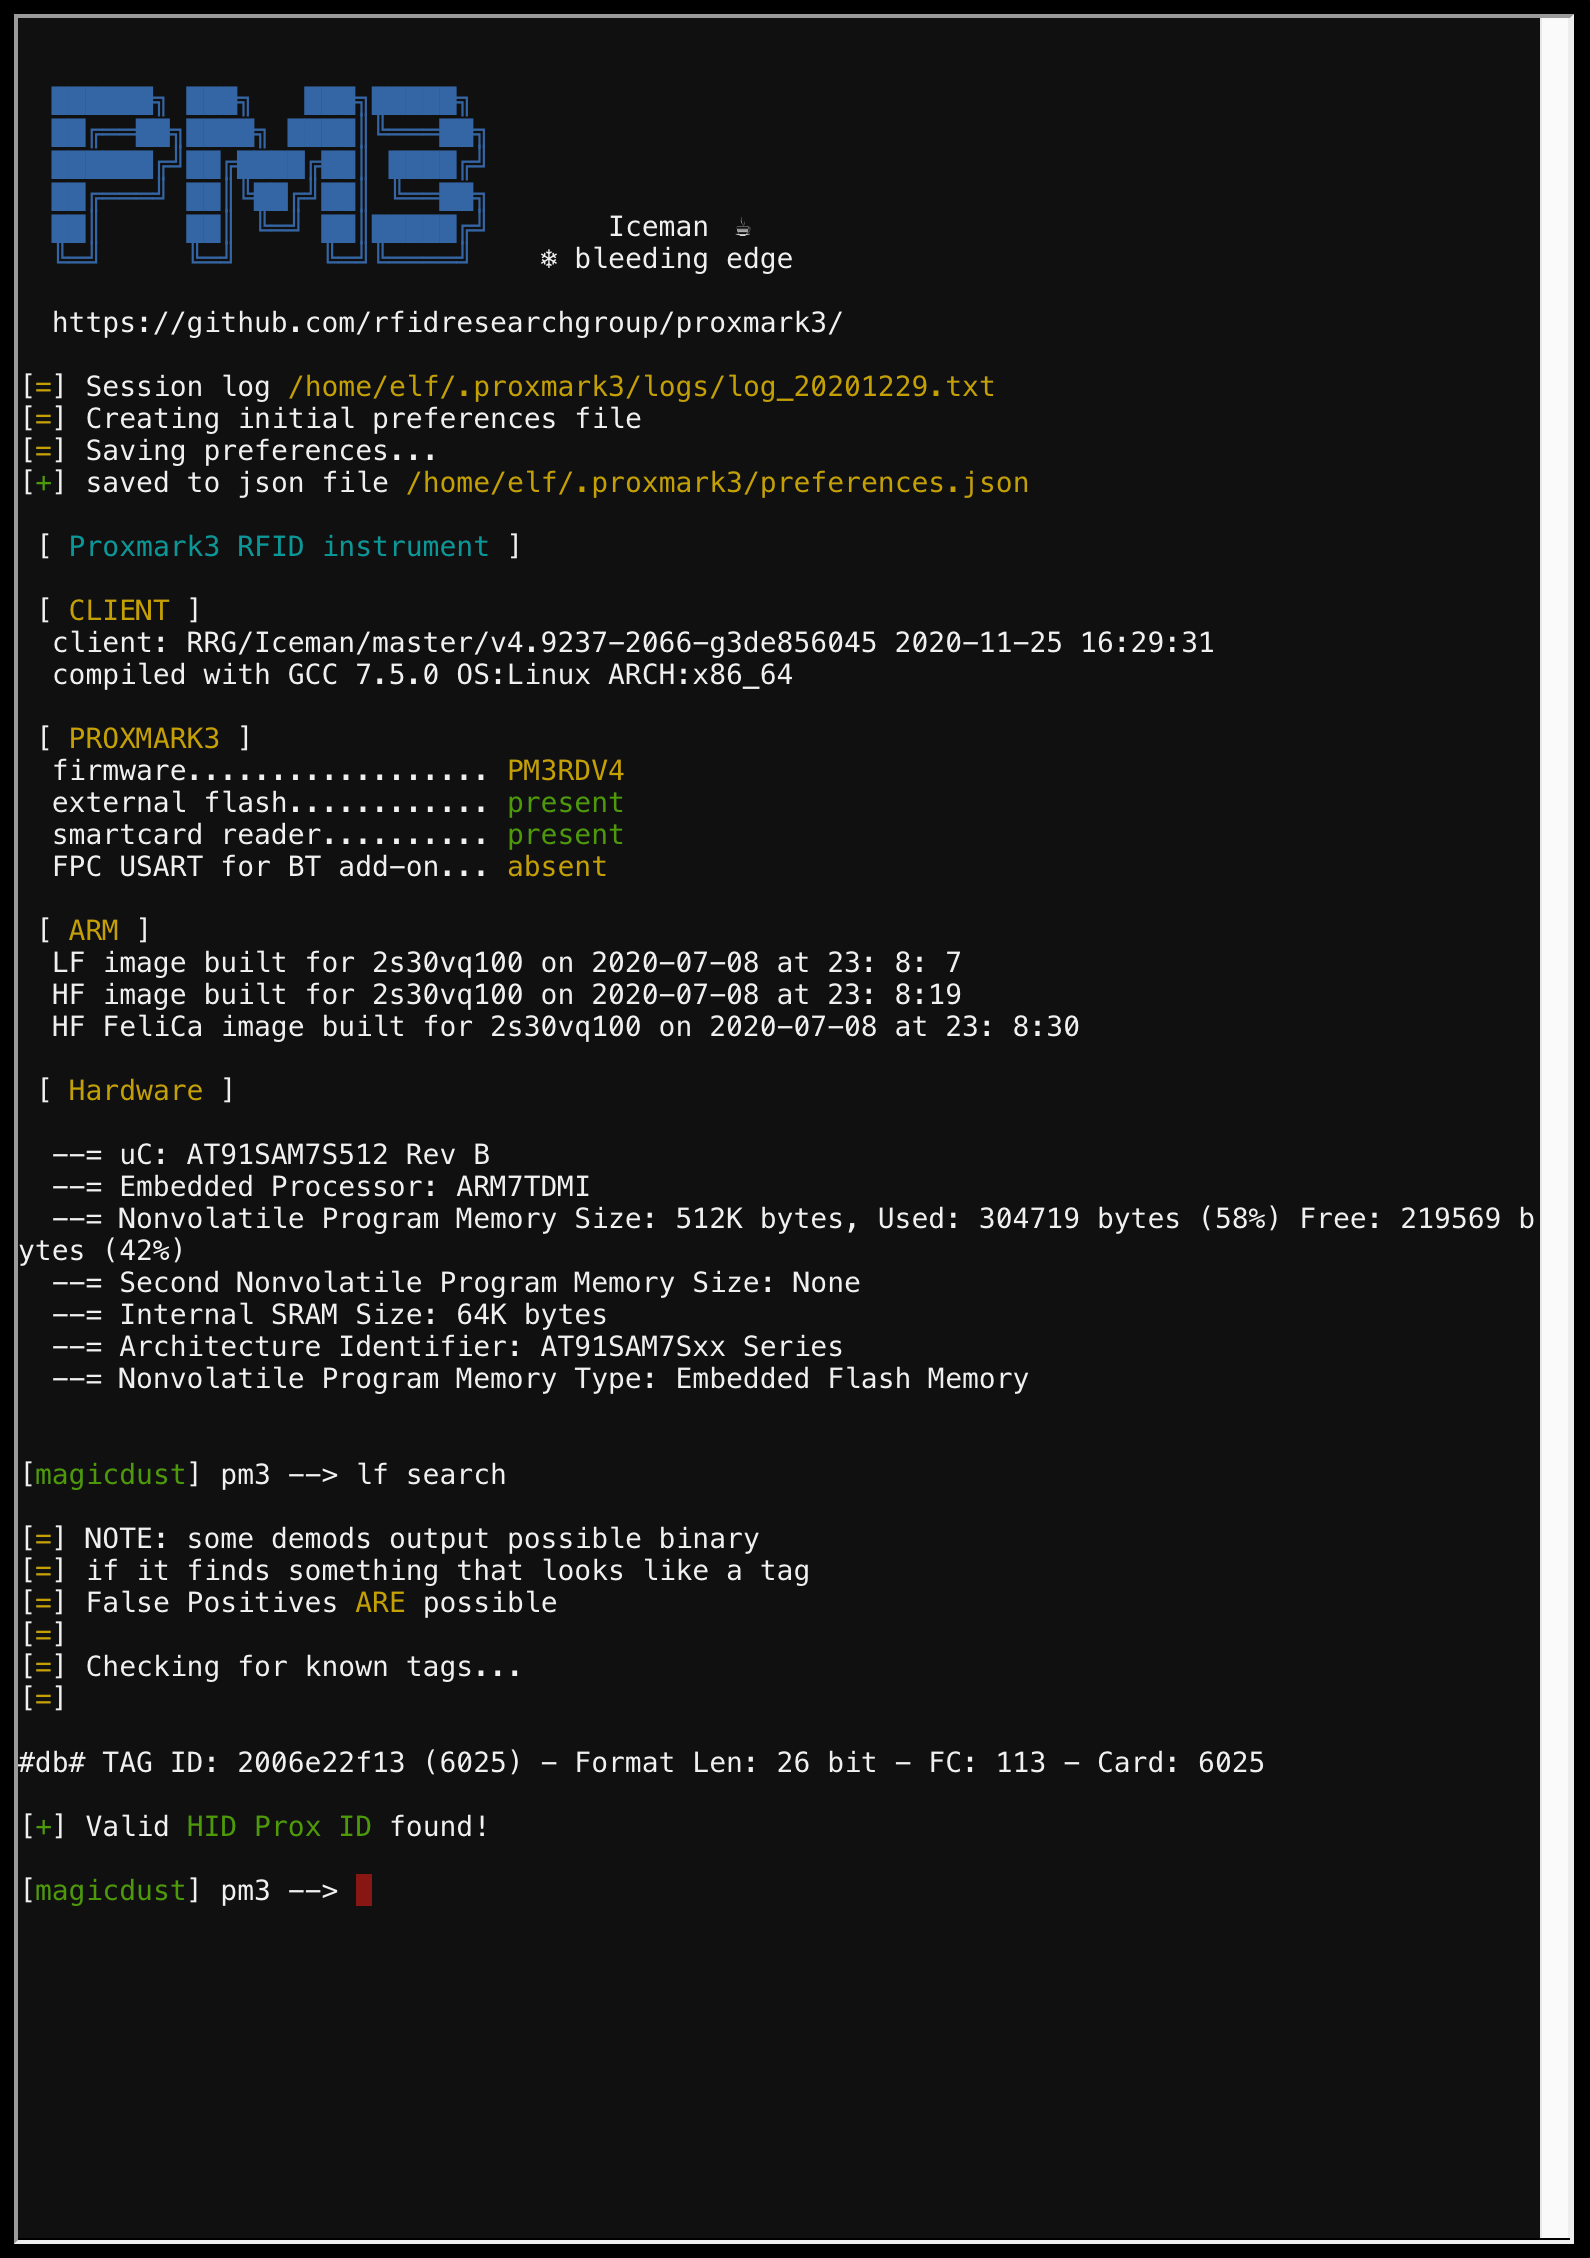 PM3
Iceman ☕
❄ bleeding edge
https://github.com/rfidresearchgroup/proxmark3/
[=] Session log /home/elf/.proxmark3/logs/log_20201229.txt
[=] Creating initial preferences file
[=] Saving preferences...
[+] saved to json file /home/elf/.proxmark3/preferences.json
[ Proxmark3 RFID instrument ]
[ CLIENT ]
client: RRG/Iceman/master/v4.9237-2066-g3de856045 2020-11-25 16:29:31
compiled with GCC 7.5.0 OS:Linux ARCH:x86_64
[ PROXMARK3 ]
firmware.................. PM3RDV4
external flash............ present
smartcard reader.......... present
FPC USART for BT add-on... absent
[ ARM ]
LF image built for 2s30vq100 on 2020-07-08 at 23: 8: 7
HF image built for 2s30vq100 on 2020-07-08 at 23: 8:19
HF FeliCa image built for 2s30vq100 on 2020-07-08 at 23: 8:30
[ Hardware ]
--= uC: AT91SAM7S512 Rev B
--= Embedded Processor: ARM7TDMI
--= Nonvolatile Program Memory Size: 512K bytes, Used: 304719 bytes (58%) Free: 219569 b
ytes (42%)
--= Second Nonvolatile Program Memory Size: None
--= Internal SRAM Size: 64K bytes
--= Architecture Identifier: AT91SAM7Sxx Series
--= Nonvolatile Program Memory Type: Embedded Flash Memory
[magicdust] pm3 --> lf search
[=] NOTE: some demods output possible binary
[=] if it finds something that looks like a tag
[=] False Positives ARE possible
[=]
[=] Checking for known tags...
[=]
#db# TAG ID: 2006e22f13 (6025) - Format Len: 26 bit - FC: 113 - Card: 6025
[+] Valid HID Prox ID found!
[magicdust] pm3 -->